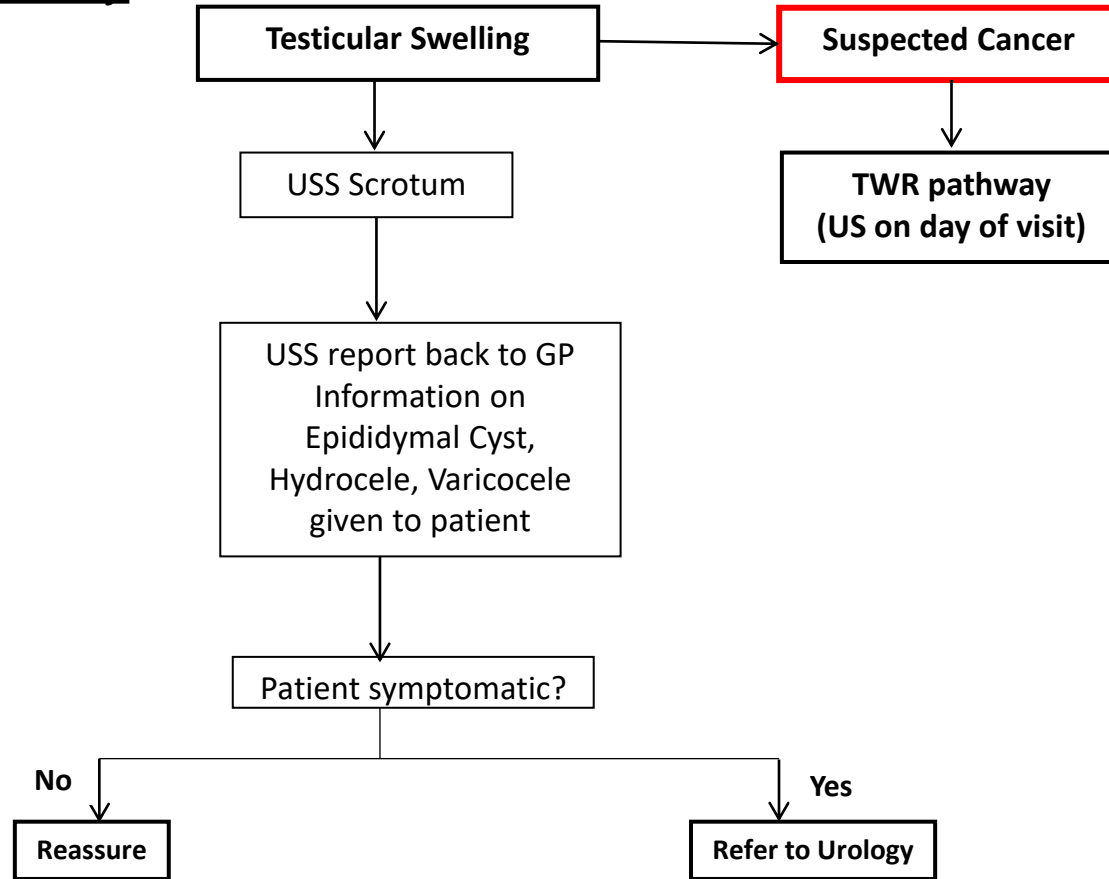 Testicular Swelling
Suspected Cancer
USS Scrotum
TWR pathway
(US on day of visit)
USS report back to GP
Information on
Epididymal Cyst,
Hydrocele, Varicocele
given to patient
Patient symptomatic?
No
Yes
Reassure
Refer to Urology